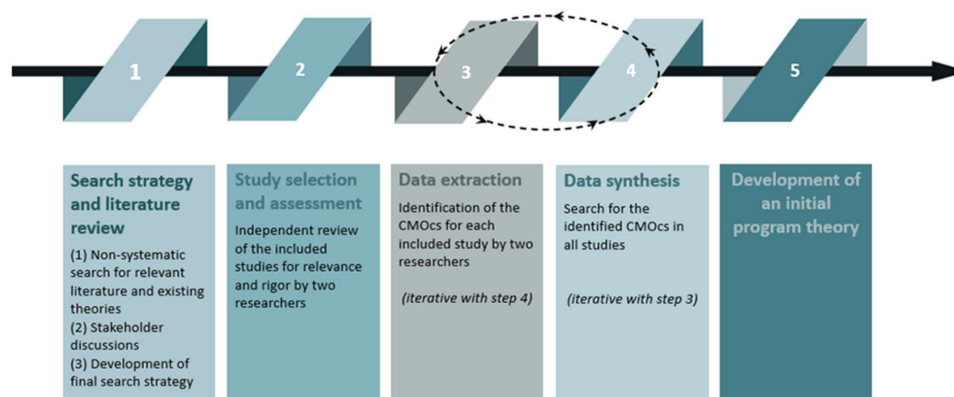 1
2
3
4
5
Search strategy
and literature
review
(1) Non-systematic
search for relevant
literature and existing
theories
(2) Stakeholder
discussions
(3) Development of
final search strategy
Study selection
and assessment
Independent review
of the included
studies for relevance
and rigor by two
researchers
Data extraction
Identification of the
CMOCs for each
included study by two
researchers
(iterative with step 4)
Data synthesis
Search for the
identified CMOCs in
all studies
(iterative with step 3)
Development of
an initial
program theory